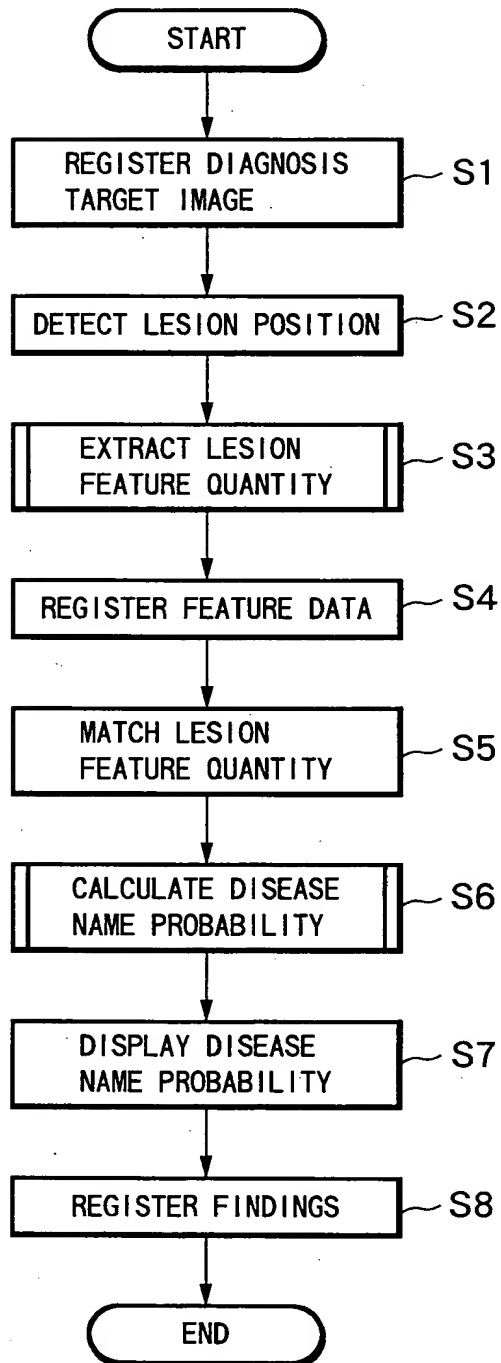 START
REGISTER DIAGNOSIS
TARGET IMAGE
S1
DETECT LESION POSITION
S2
EXTRACT LESION
FEATURE QUANTITY
S3
REGISTER FEATURE DATA
S4
MATCH LESION
FEATURE QUANTITY
S5
CALCULATE DISEASE
NAME PROBABILITY
S6
DISPLAY DISEASE
NAME PROBABILITY
S7
REGISTER FINDINGS
S8
END